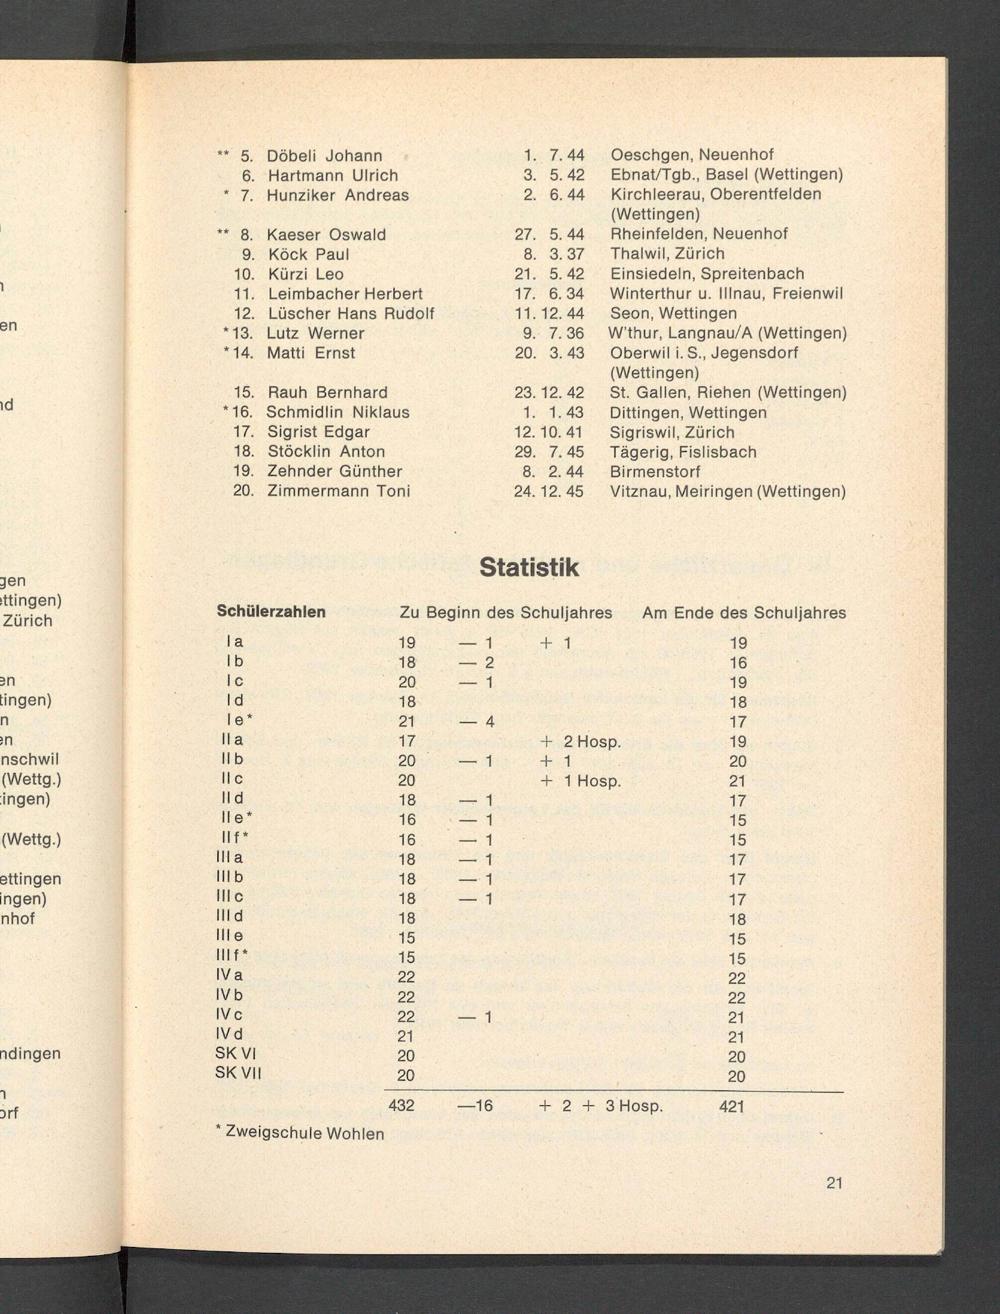 ** 5. Döbeli Johann 1. 7. 44 Oeschgen, Neuenhof
6. Hartmann Ulrich 3. 5. 42 Ebnat/Tgb., Basel (Wettingen)
* 7. Hunziker Andreas 2. 6. 44 Kirchleerau, Oberentfelden
(Wettingen)
** 8. Kaeser Oswald 27. 5. 44 Rheinfelden, Neuenhof
9. Köck Paul 8. 3. 37 Thalwil, Zürich
10. Kürzi Leo 21. 5. 42 Einsiedeln, Spreitenbach
11. Leimbacher Herbert 17. 6. 34 Winterthur u. Illnau, Freienwil
12. Lüscher Hans Rudolf 11. 12. 44 Seon, Wettingen
* 13. Lutz Werner 9. 7. 36 W'thur, Langnau/A (Wettingen)
* 14. Matti Ernst 20. 3. 43 Oberwil i. S., Jegensdorf
(Wettingen)
15. Rauh Bernhard 23. 12. 42 St. Gallen, Riehen (Wettingen)
* 16. Schmidlin Niklaus 1. 1. 43 Dittingen, Wettingen
17. Sigrist Edgar 12. 10. 41 Sigriswil, Zürich
18. Stöcklin Anton 29. 7. 45 Tägerig, Fislisbach
19. Zehnder Günther 8. 2. 44 Birmenstorf
20. Zimmermann Toni 24. 12. 45 Vitznau, Meiringen (Wettingen)
Statistik
Schülerzahlen Zu Beginn des Schuljahres Am Ende des Schuljahres
I a 19 — 1 + 1 19
I b 18 — 2 16
I c 20 — 1 19
I d 18 18
I e* 21 — 4 17
II a 17 + 2 Hosp. 19
II b 20 — 1 + 1 20
II c 20 + 1 Hosp. 21
II d 18 — 1 17
II e* 16 — 1 15
II f* 16 — 1 15
III a 18 — 1 17
III b 18 — 1 17
III c 18 — 1 17
III d 18 18
III e 15 15
III f* 15 15
IV a 22 22
IV b 22 22
IV c 22 — 1 21
IV d 21 21
SK VI 20 20
SK VII 20 20
432 —16 + 2 + 3 Hosp. 421
* Zweigschule Wohlen
21